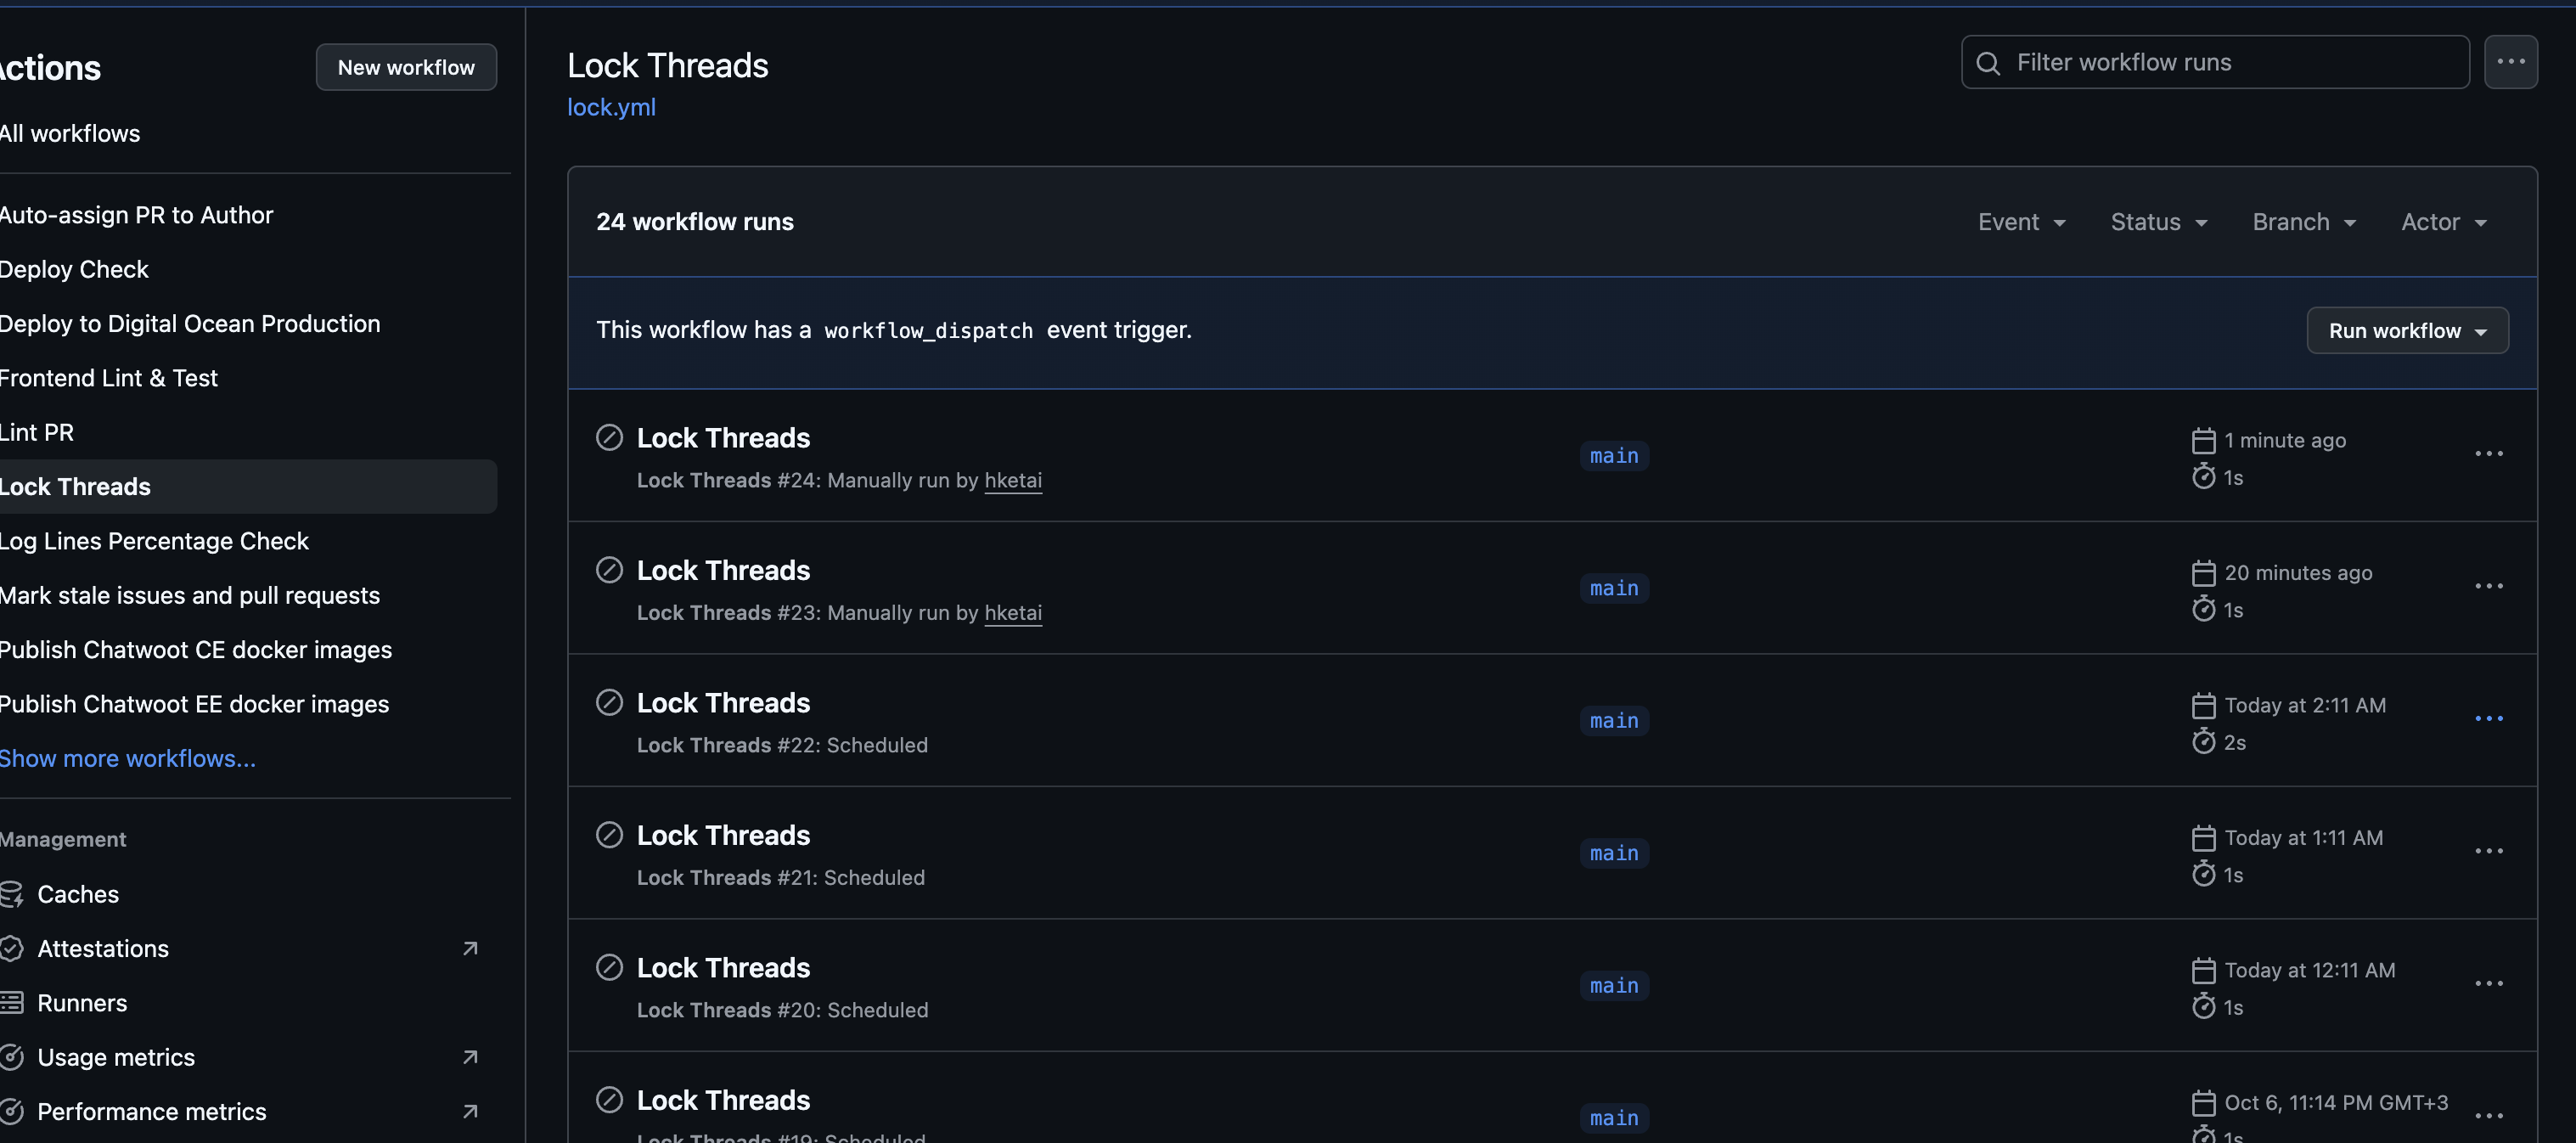 Actions
New workflow
All workflows
Auto-assign PR to Author
Deploy Check
Deploy to Digital Ocean Production
Frontend Lint & Test
Lint PR
Lock Threads
Log Lines Percentage Check
Mark stale issues and pull requests
Publish Chatwoot CE docker images
Publish Chatwoot EE docker images
Show more workflows...
Management
Caches
Attestations
Runners
Usage metrics
Performance metrics
Lock Threads
lock.yml
Filter workflow runs
24 workflow runs
Event Status Branch Actor
This workflow has a workflow_dispatch event trigger.
Run workflow
Lock Threads
Lock Threads #24: Manually run by hketai
main
1 minute ago
1s
Lock Threads
Lock Threads #23: Manually run by hketai
main
20 minutes ago
1s
Lock Threads
Lock Threads #22: Scheduled
main
Today at 2:11 AM
2s
Lock Threads
Lock Threads #21: Scheduled
main
Today at 1:11 AM
1s
Lock Threads
Lock Threads #20: Scheduled
main
Today at 12:11 AM
1s
Lock Threads
Lock Threads #19: Scheduled
main
Oct 6, 11:14 PM GMT+3
1s